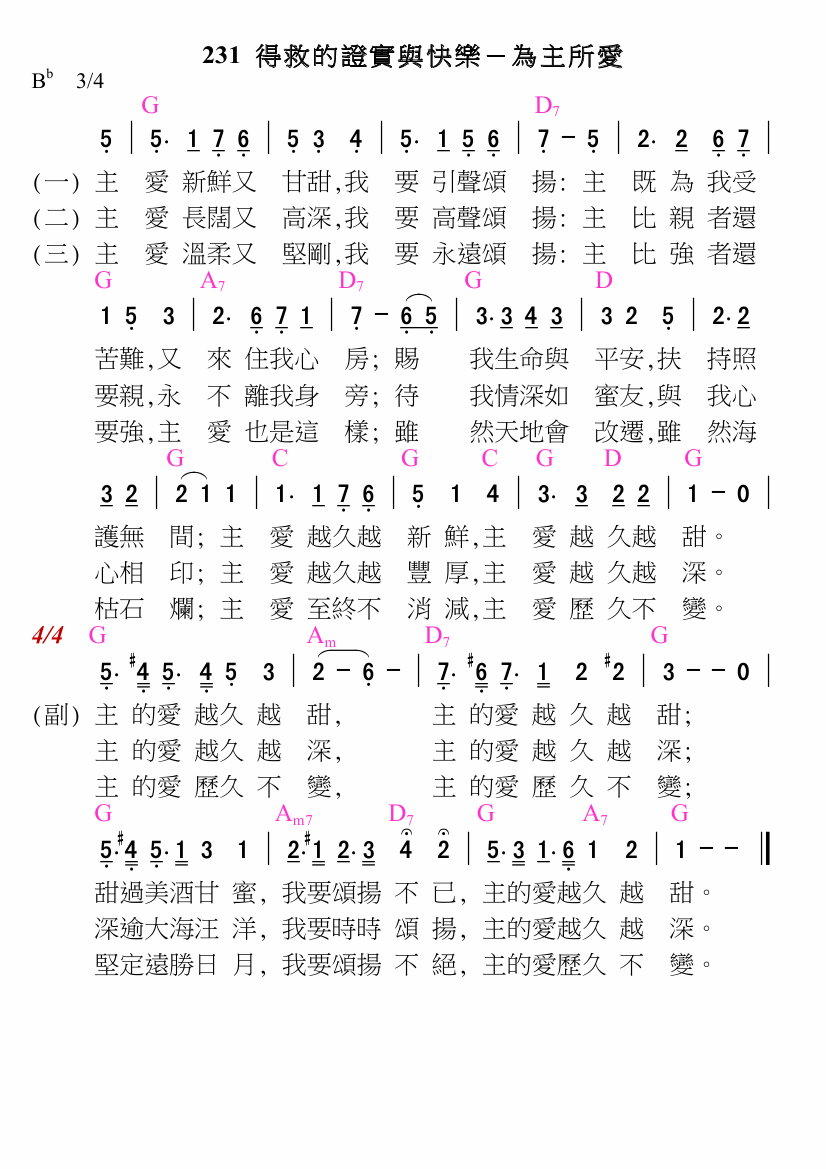 231 得救的證實與快樂－為主所愛
B♭ 3/4
G D7
5 | 5· 1 7 6 | 5 3 4 | 5· 1 5 6 | 7 － 5 | 2· 2 6 7 |
(一) 主 愛 新鮮又 甘甜,我 要 引聲頌 揚: 主 既 為 我受
(二) 主 愛 長闊又 高深,我 要 高聲頌 揚: 主 比 親 者還
(三) 主 愛 溫柔又 堅剛,我 要 永遠頌 揚: 主 比 強 者還
G A7 D7 G D
1 5 3 | 2· 6 7 1 | 7 － 6 5 | 3· 3 4 3 | 3 2 5 | 2· 2
苦難,又 來 住我心 房; 賜 我生命與 平安,扶 持照
要親,永 不 離我身 旁; 待 我情深如 蜜友,與 我心
要強,主 愛 也是這 樣; 雖 然天地會 改遷,雖 然海
G C G C G D G
3 2 | 2 1 1 | 1· 1 7 6 | 5 1 4 | 3· 3 2 2 | 1 － 0 |
護無 間; 主 愛 越久越 新 鮮,主 愛 越 久越 甜。
心相 印; 主 愛 越久越 豐 厚,主 愛 越 久越 深。
枯石 爛; 主 愛 至終不 消 減,主 愛 歷 久不 變。
4/4 G Am D7 G
5· #4 5· 4 5 3 | 2 － 6 － | 7· #6 7· 1 2 #2 | 3 － － 0 |
(副) 主 的愛 越久 越 甜, 主 的愛 越 久 越 甜;
主 的愛 越久 越 深, 主 的愛 越 久 越 深;
主 的愛 歷久 不 變, 主 的愛 歷 久 不 變;
G Am7 D7 G A7 G
5· #4 5· 1 3 1 | 2· #1 2· 3 4 2 | 5· 3 1· 6 1 2 | 1 － － ‖
甜過美酒甘 蜜, 我要頌揚 不 已, 主的愛越久 越 甜。
深逾大海汪 洋, 我要時時 頌 揚, 主的愛越久 越 深。
堅定遠勝日 月, 我要頌揚 不 絕, 主的愛歷久 不 變。